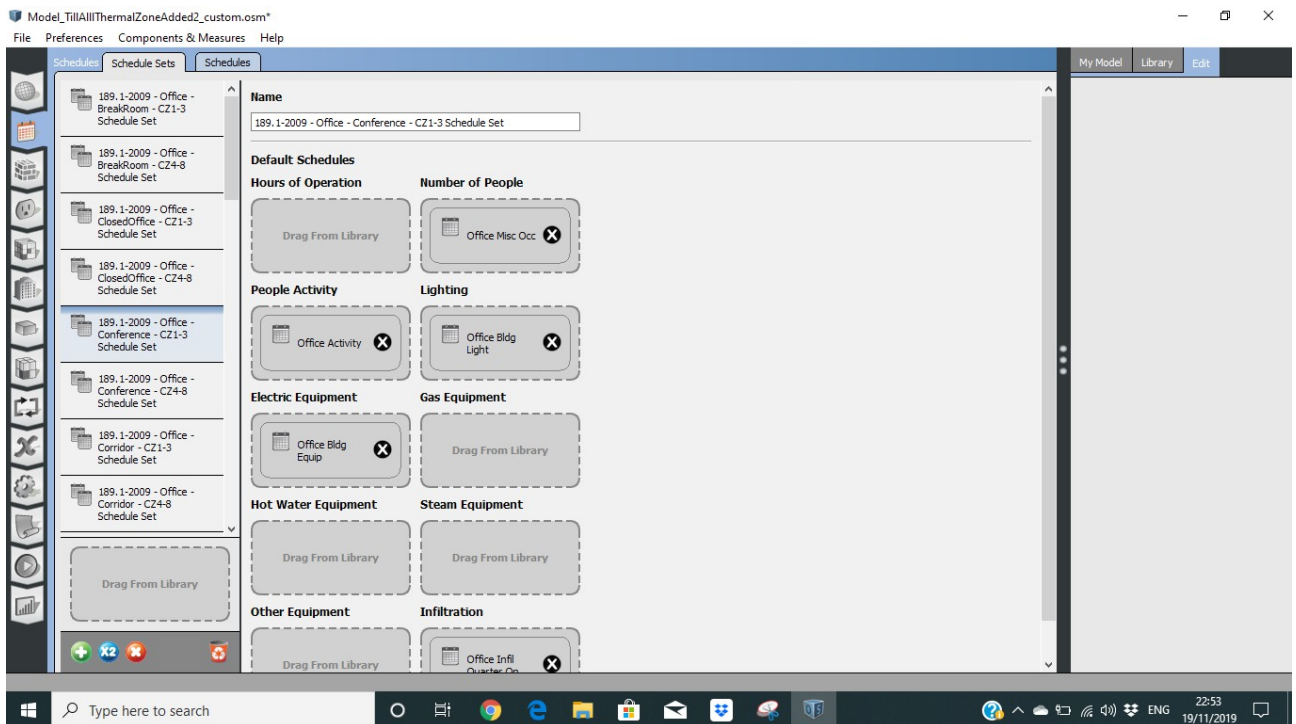 Model_TillAllIThermalZoneAdded2_custom.osm*
File Preferences Components & Measures Help
Schedules Schedule Sets Schedules
My Model Library Edit
189.1-2009 - Office -
BreakRoom - CZ1-3
Schedule Set
189.1-2009 - Office -
BreakRoom - CZ4-8
Schedule Set
189.1-2009 - Office -
ClosedOffice - CZ1-3
Schedule Set
189.1-2009 - Office -
ClosedOffice - CZ4-8
Schedule Set
189.1-2009 - Office -
Conference - CZ1-3
Schedule Set
189.1-2009 - Office -
Conference - CZ4-8
Schedule Set
189.1-2009 - Office -
Corridor - CZ1-3
Schedule Set
189.1-2009 - Office -
Corridor - CZ4-8
Schedule Set
Drag From Library
X2
Name
189.1-2009 - Office - Conference - CZ1-3 Schedule Set
Default Schedules
Hours of Operation Number of People
Drag From Library Office Misc Occ
People Activity Lighting
Office Activity
Office Bldg
Light
Electric Equipment Gas Equipment
Office Bldg
Equip
Drag From Library
Hot Water Equipment Steam Equipment
Drag From Library Drag From Library
Other Equipment Infiltration
Drag From Library
Office Infil
Quarter On
Type here to search
ENG
22:53
19/11/2019